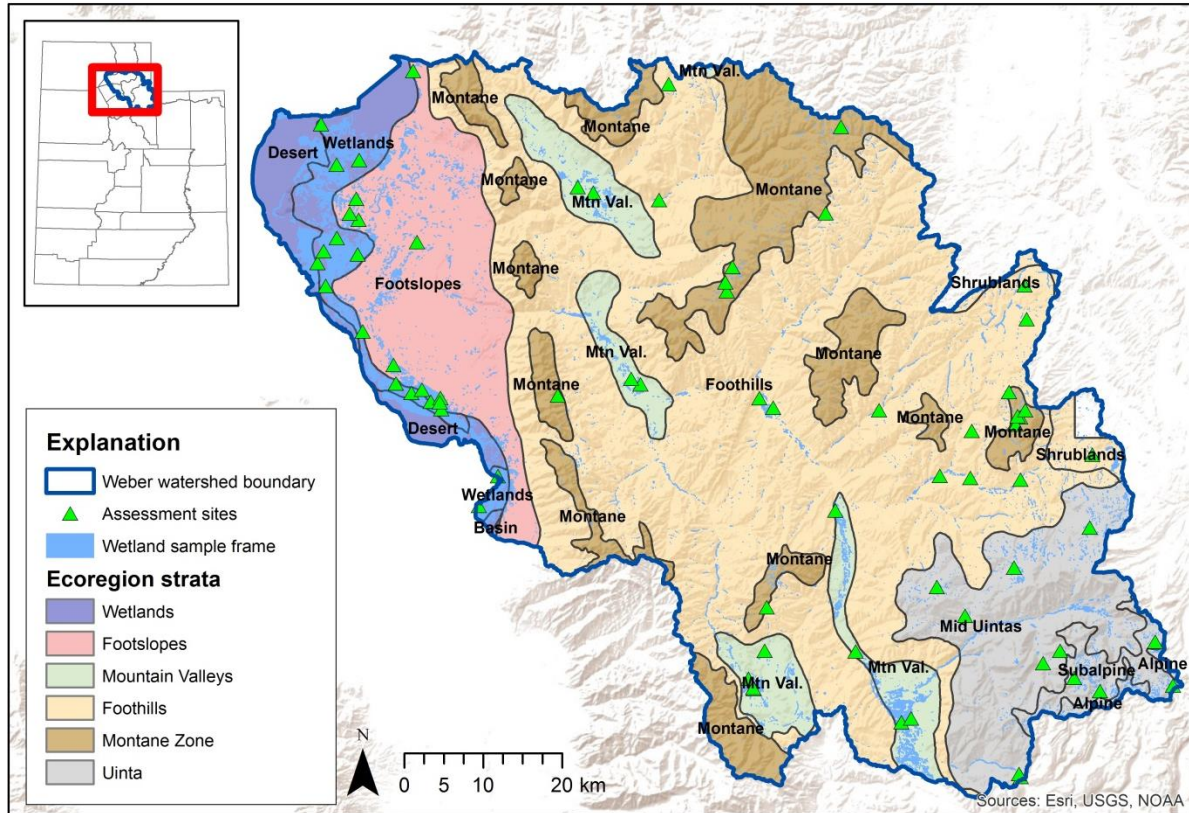 Mtn Val.
Montane
Montane
Wetlands
Desert
Montane
Montane
Mtn Val.
Montane
Footslopes
Shrublands
Mtn Val.
Montane
Montane
Foothills
Montane
Montane
Desert
Shrublands
Wetlands
Basin
Montane
Montane
Mid Uintas
Mtn Val.
Subalpine
Alpine
Mtn Val.
Alpine
Montane
Explanation
Weber watershed boundary
Assessment sites
Wetland sample frame
Ecoregion strata
Wetlands
Footslopes
Mountain Valleys
Foothills
Montane Zone
Uinta
N
0 5 10 20 km
Sources: Esri, USGS, NOAA